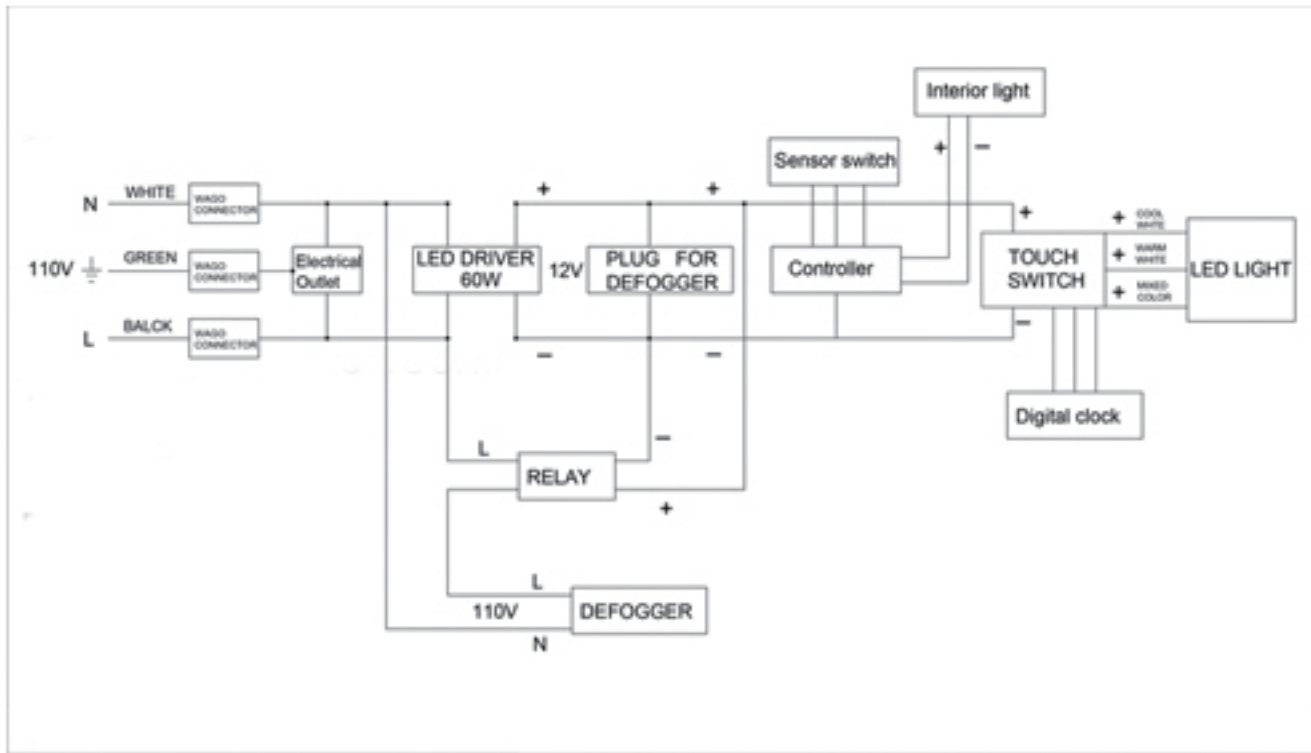 Interior light
+
−
Sensor switch
N
WHITE
WAGO
CONNECTOR
+
+
+
+
COOL
WHITE
110V
GREEN
WAGO
CONNECTOR
Electrical
Outlet
LED DRIVER
60W
12V
PLUG FOR
DEFOGGER
Controller
TOUCH
SWITCH
+
WARM
WHITE
LED LIGHT
+
MIXED
COLOR
L
BALCK
WAGO
CONNECTOR
−
−
−
Digital clock
L
RELAY
−
+
L
110V
DEFOGGER
N